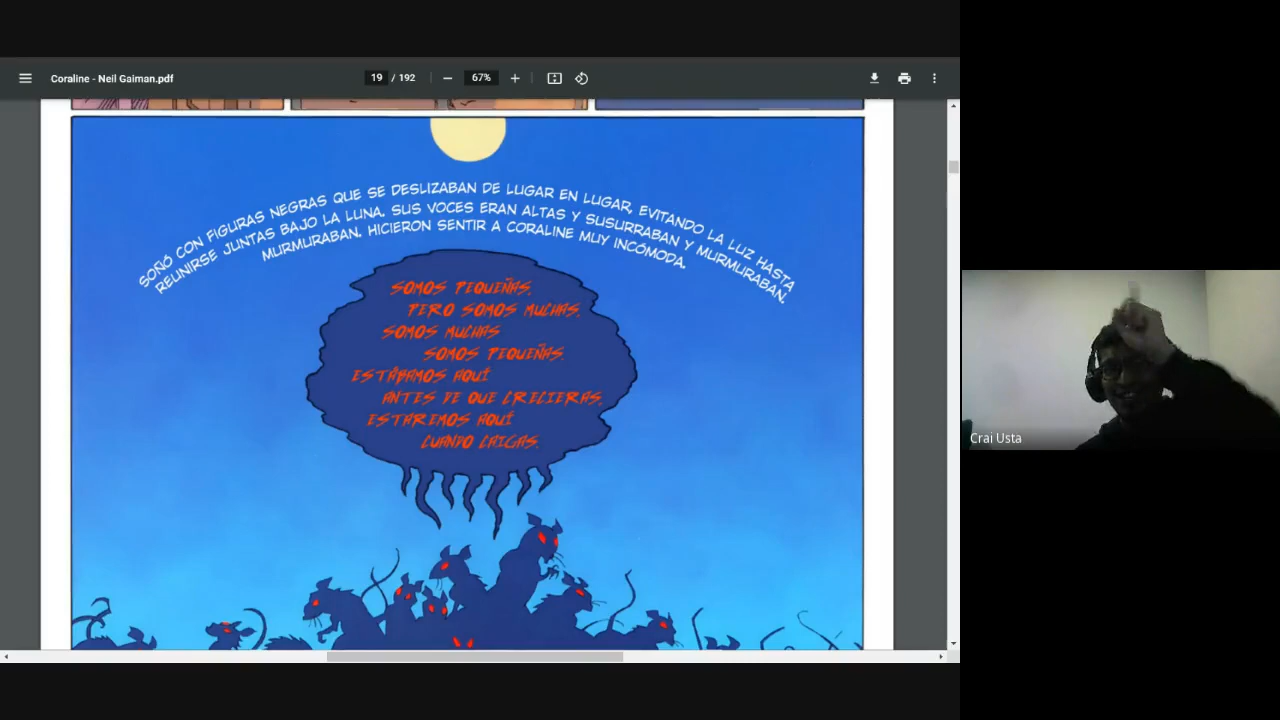 Coraline - Neil Gaiman.pdf
19 / 192
67%
SOÑÓ CON FIGURAS NEGRAS QUE SE DESLIZABAN DE LUGAR EN LUGAR, EVITANDO LA LUZ HASTA
REUNIRSE JUNTAS BAJO LA LUNA. SUS VOCES ERAN ALTAS Y SUSURRABAN Y MURMURABAN.
MURMURABAN. HICIERON SENTIR A CORALINE MUY INCÓMODA.
SOMOS PEQUEÑAS,
PERO SOMOS MUCHAS,
SOMOS MUCHAS
SOMOS PEQUEÑAS.
ESTÁBAMOS AQUÍ
ANTES DE QUE CRECIERAS,
ESTAREMOS AQUÍ
CUANDO CAIGAS.
Crai Usta